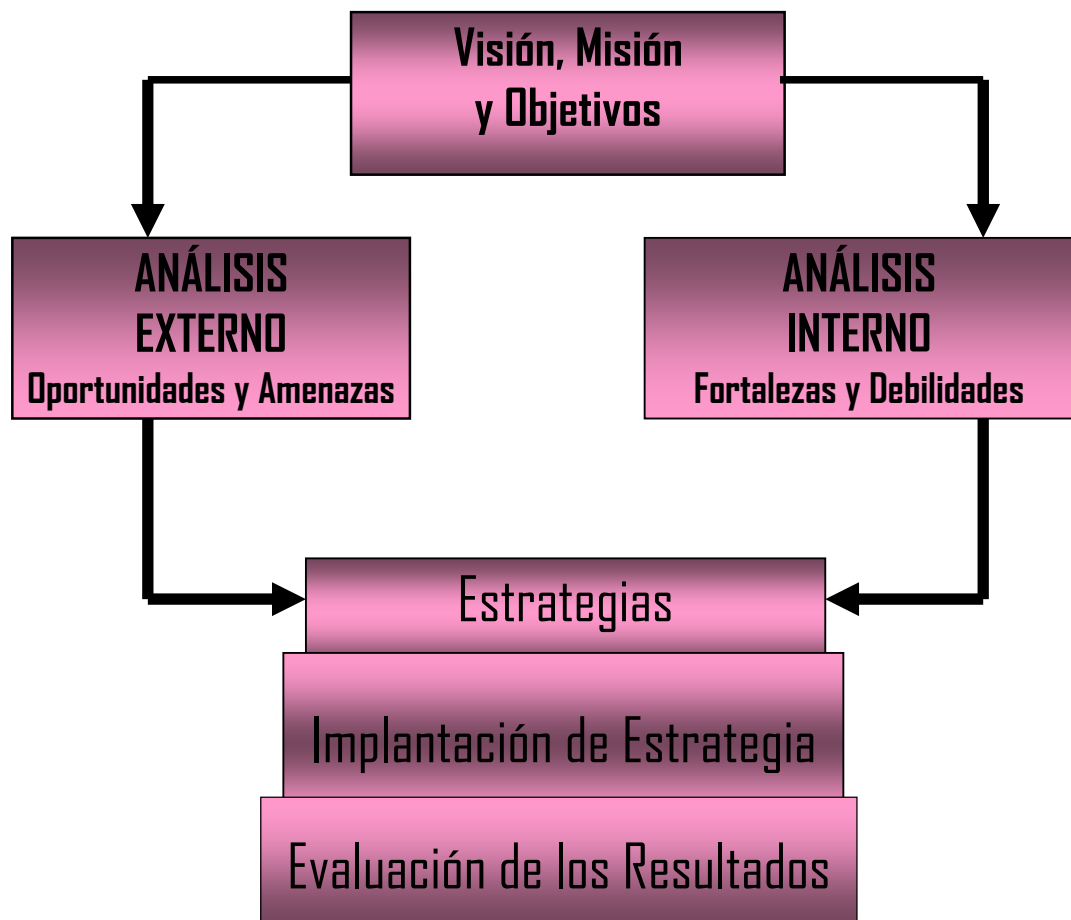 Visión, Misión
y Objetivos
ANÁLISIS
EXTERNO
Oportunidades y Amenazas
ANÁLISIS
INTERNO
Fortalezas y Debilidades
Estrategias
Implantación de Estrategia
Evaluación de los Resultados